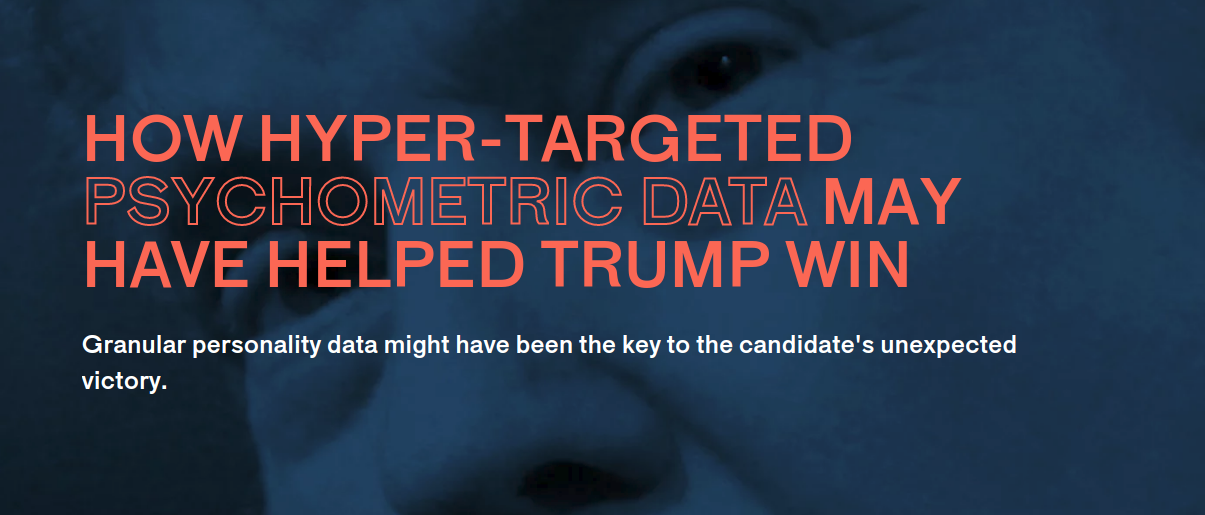 HOW HYPER-TARGETED
PSYCHOMETRIC DATA MAY
HAVE HELPED TRUMP WIN
Granular personality data might have been the key to the candidate's unexpected
victory.